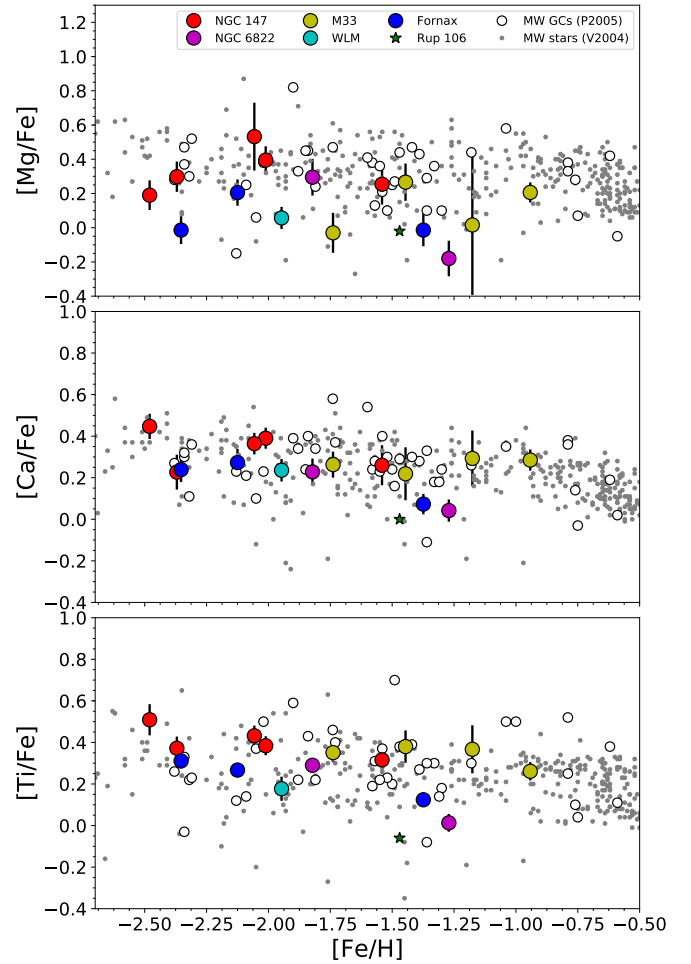 1.2
1.0
0.8
0.6
0.4
0.2
0.0
−0.2
−0.4
[Mg/Fe]
NGC 147
NGC 6822
M33
WLM
Fornax
Rup 106
MW GCs (P2005)
MW stars (V2004)
1.0
0.8
0.6
0.4
0.2
0.0
−0.2
−0.4
[Ca/Fe]
1.0
0.8
0.6
0.4
0.2
0.0
−0.2
−0.4
[Ti/Fe]
−2.50 −2.25 −2.00 −1.75 −1.50 −1.25 −1.00 −0.75 −0.50
[Fe/H]